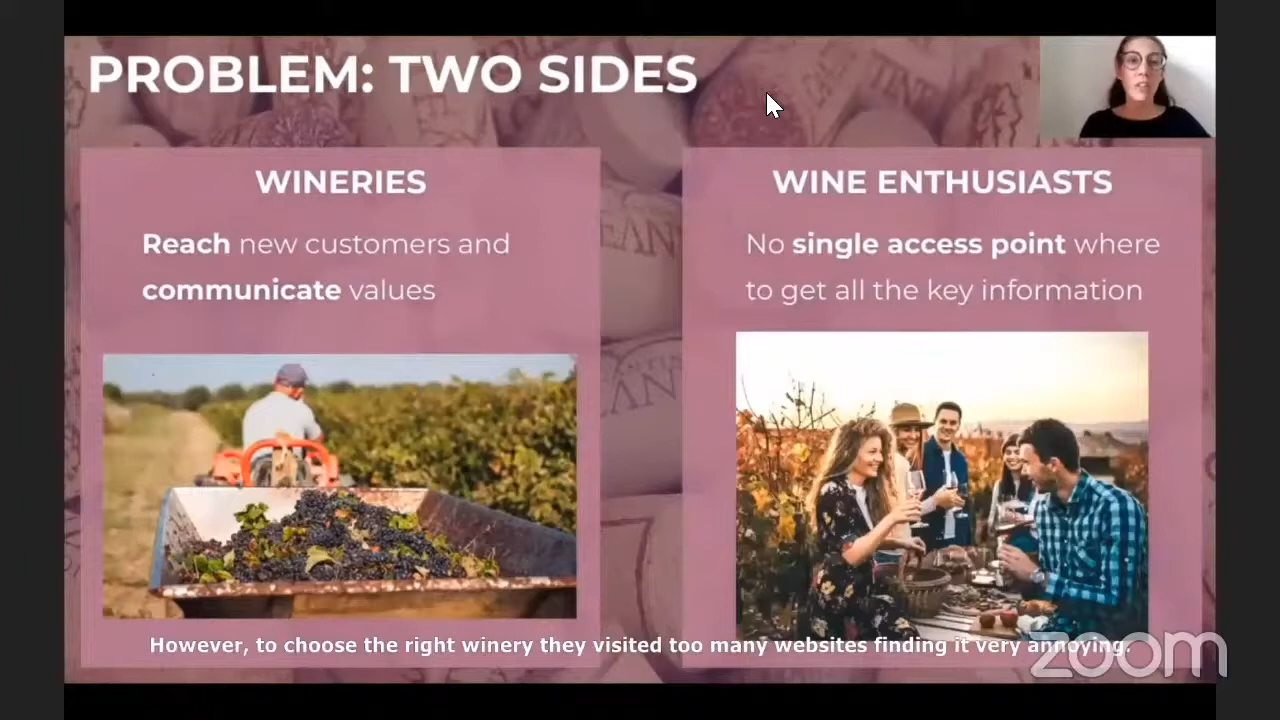 PROBLEM: TWO SIDES
WINERIES
Reach new customers and
communicate values
WINE ENTHUSIASTS
No single access point where
to get all the key information
EAN
However, to choose the right winery they visited too many websites finding it very annoying.
zoom